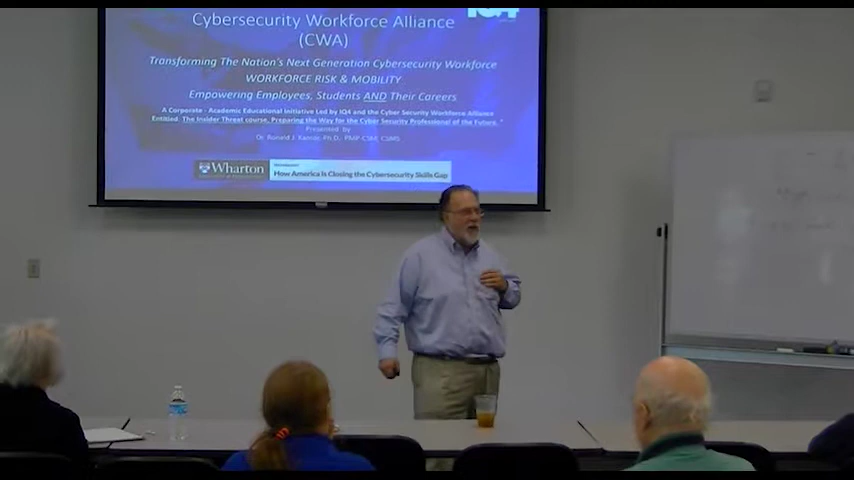 Cybersecurity Workforce Alliance
(CWA)
Transforming The Nation's Next Generation Cybersecurity Workforce
WORKFORCE RISK & MOBILITY
Empowering Employees, Students AND Their Careers
A Corporate - Academic Educational Initiative Led by IQ4 and the Cyber Security Workforce Alliance
Entitled "The Insider Threat course, Preparing the Way for the Cyber Security Professional of the Future."
Presented by
Dr. Ronald J.
Wharton
How America Is Closing the Cybersecurity Skills Gap